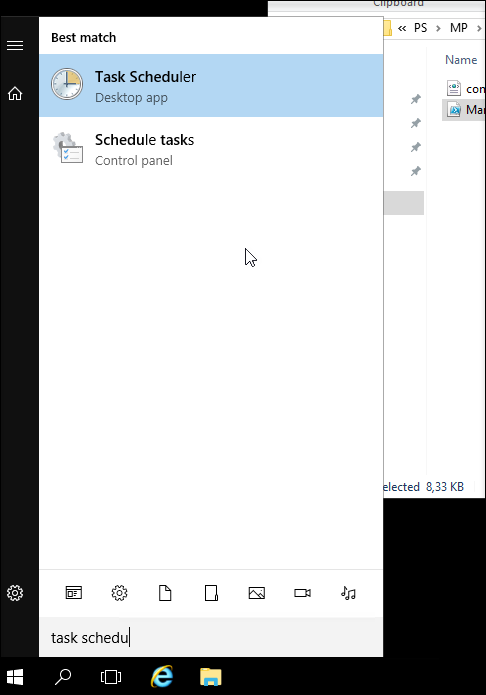 Clipboard
Best match
« PS > MP >
Task Scheduler
Desktop app
Name
con
Mar
Schedule tasks
Control panel
elected 8,33 KB
task schedu